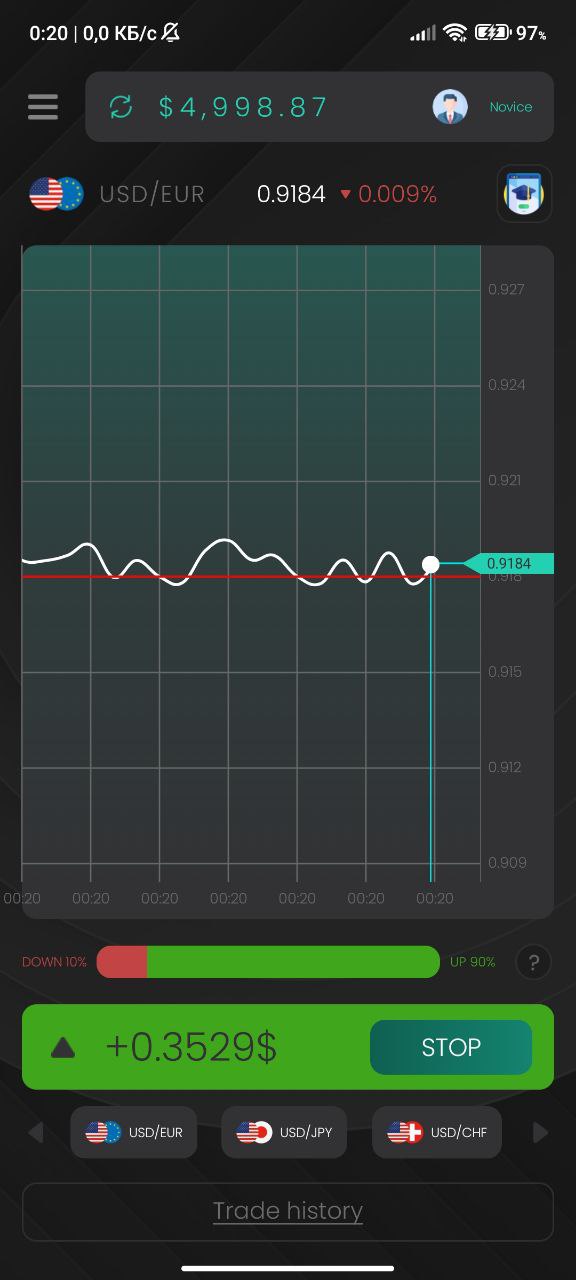 0:20 | 0,0 КБ/с 97%
$4,998.87 Novice
USD/EUR 0.9184 ▼ 0.009%
0.927
0.924
0.921
0.9184
0.918
0.915
0.912
0.909
00:20 00:20 00:20 00:20 00:20 00:20 00:20
DOWN 10% UP 90% ?
+0.3529$ STOP
USD/EUR USD/JPY USD/CHF
Trade history